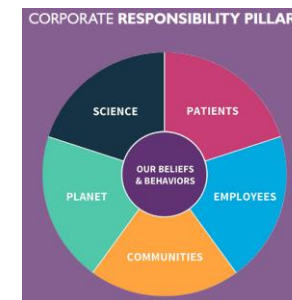 CORPORATE RESPONSIBILITY PILLAR
SCIENCE
PATIENTS
OUR BELIEFS
& BEHAVIORS
PLANET
EMPLOYEES
COMMUNITIES